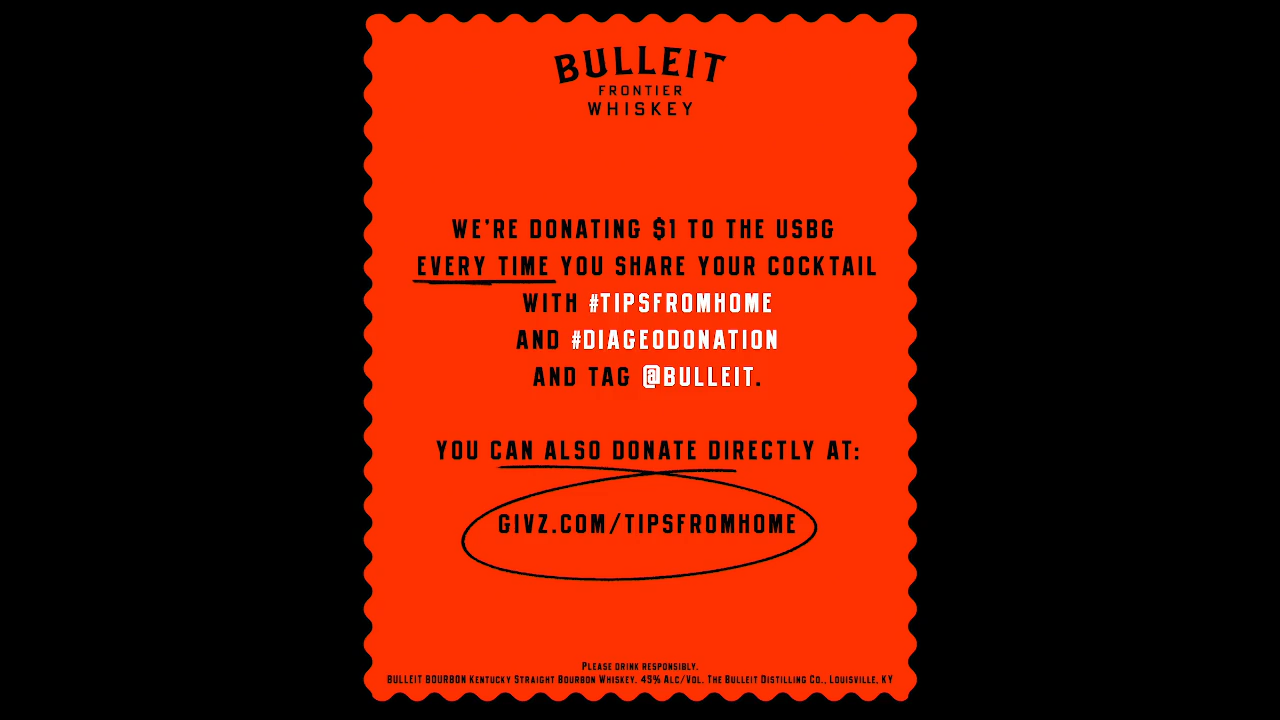 BULLEIT
FRONTIER
WHISKEY
WE'RE DONATING $1 TO THE USBG
EVERY TIME YOU SHARE YOUR COCKTAIL
WITH #TIPSFROMHOME
AND #DIAGEODONATION
AND TAG @BULLEIT.
YOU CAN ALSO DONATE DIRECTLY AT:
GIVZ.COM/TIPSFROMHOME
PLEASE DRINK RESPONSIBLY.
BULLEIT BOURBON KENTUCKY STRAIGHT BOURBON WHISKEY. 45% ALC/VOL. THE BULLEIT DISTILLING CO., LOUISVILLE, KY